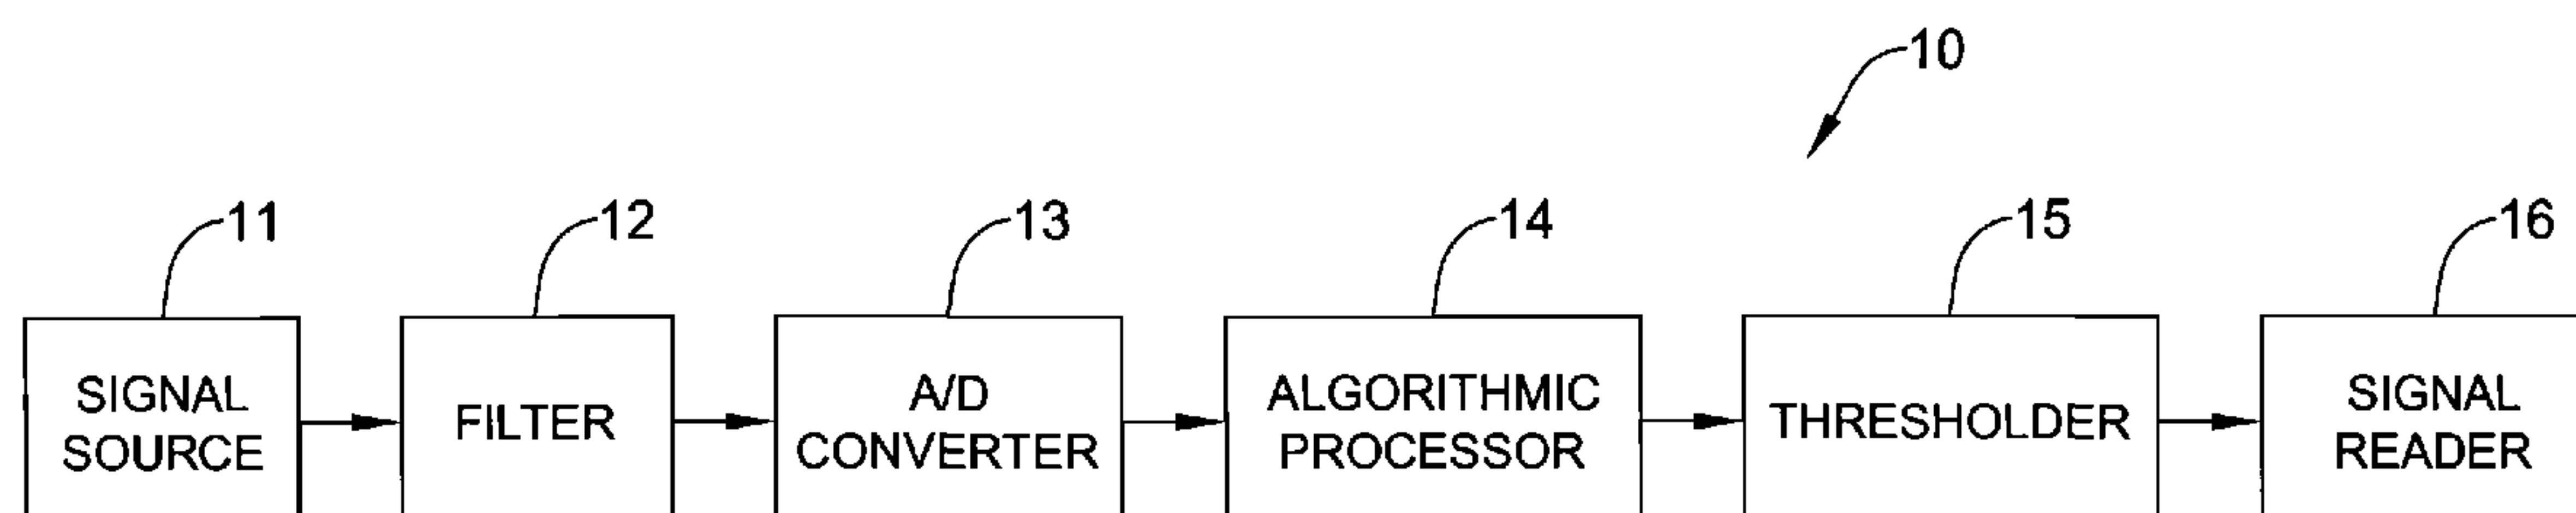 10
11
12
13
14
15
16
SIGNAL
SOURCE
FILTER
A/D
CONVERTER
ALGORITHMIC
PROCESSOR
THRESHOLDER
SIGNAL
READER